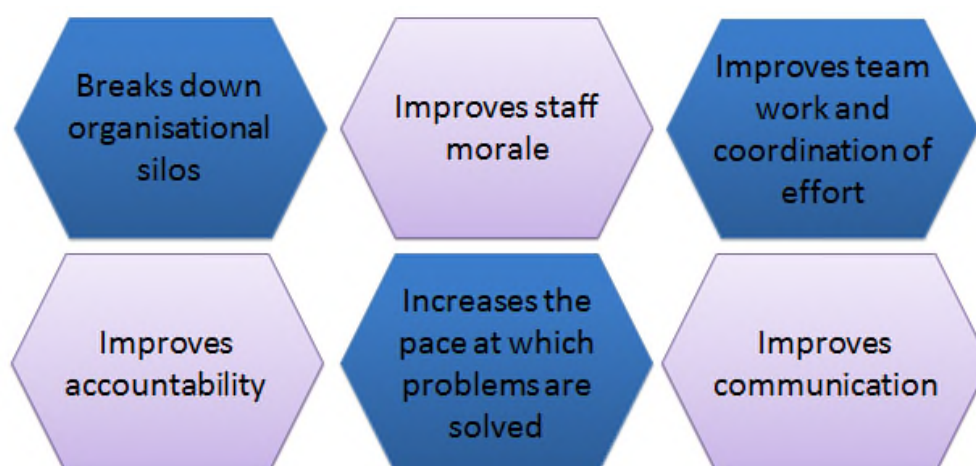 Breaks down
organisational
silos
Improves staff
morale
Improves team
work and
coordination of
effort
Improves
accountability
Increases the
pace at which
problems are
solved
Improves
communication